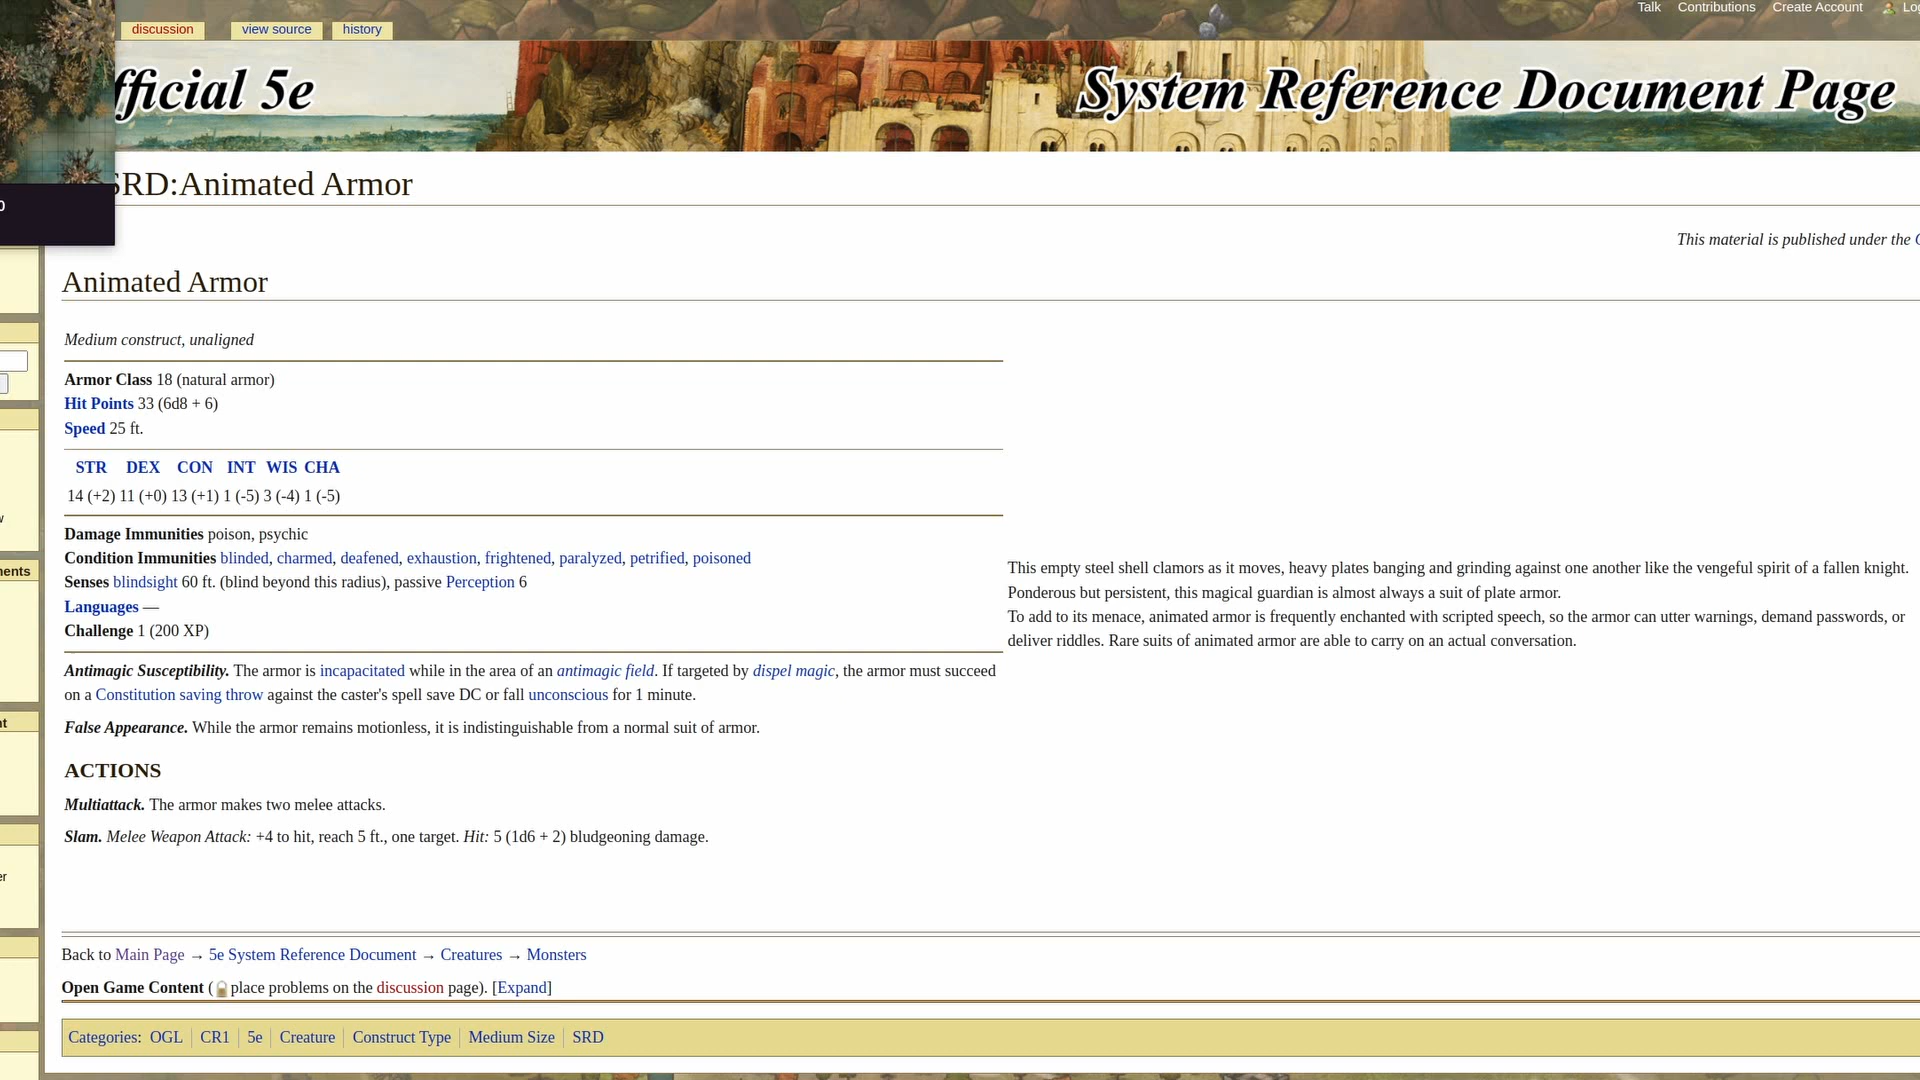 Talk Contributions Create Account
discussion view source history
5e System Reference Document Page
SRD:Animated Armor
This material is published under the
Animated Armor
Medium construct, unaligned
Armor Class 18 (natural armor)
Hit Points 33 (6d8 + 6)
Speed 25 ft.
STR DEX CON INT WIS CHA
14 (+2) 11 (+0) 13 (+1) 1 (-5) 3 (-4) 1 (-5)
Damage Immunities poison, psychic
Condition Immunities blinded, charmed, deafened, exhaustion, frightened, paralyzed, petrified, poisoned
Senses blindsight 60 ft. (blind beyond this radius), passive Perception 6
Languages —
Challenge 1 (200 XP)
Antimagic Susceptibility. The armor is incapacitated while in the area of an antimagic field. If targeted by dispel magic, the armor must succeed
on a Constitution saving throw against the caster's spell save DC or fall unconscious for 1 minute.
False Appearance. While the armor remains motionless, it is indistinguishable from a normal suit of armor.
ACTIONS
Multiattack. The armor makes two melee attacks.
Slam. Melee Weapon Attack: +4 to hit, reach 5 ft., one target. Hit: 5 (1d6 + 2) bludgeoning damage.
This empty steel shell clamors as it moves, heavy plates banging and grinding against one another like the vengeful spirit of a fallen knight.
Ponderous but persistent, this magical guardian is almost always a suit of plate armor.
To add to its menace, animated armor is frequently enchanted with scripted speech, so the armor can utter warnings, demand passwords, or
deliver riddles. Rare suits of animated armor are able to carry on an actual conversation.
Back to Main Page → 5e System Reference Document → Creatures → Monsters
Open Game Content (place problems on the discussion page). [Expand]
Categories: OGL CR1 5e Creature Construct Type Medium Size SRD